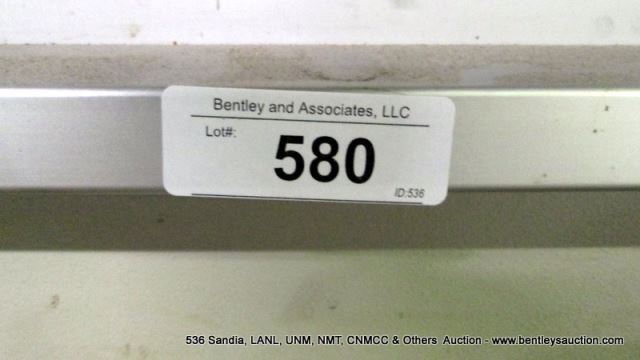 Bentley and Associates, LLC
Lot#:
580
ID:536
536 Sandia, LANL, UNM, NMT, CNMCC & Others Auction - www.bentleysauction.com